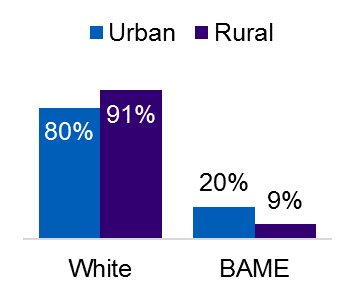 Urban Rural
80% 91% 20% 9%
White BAME